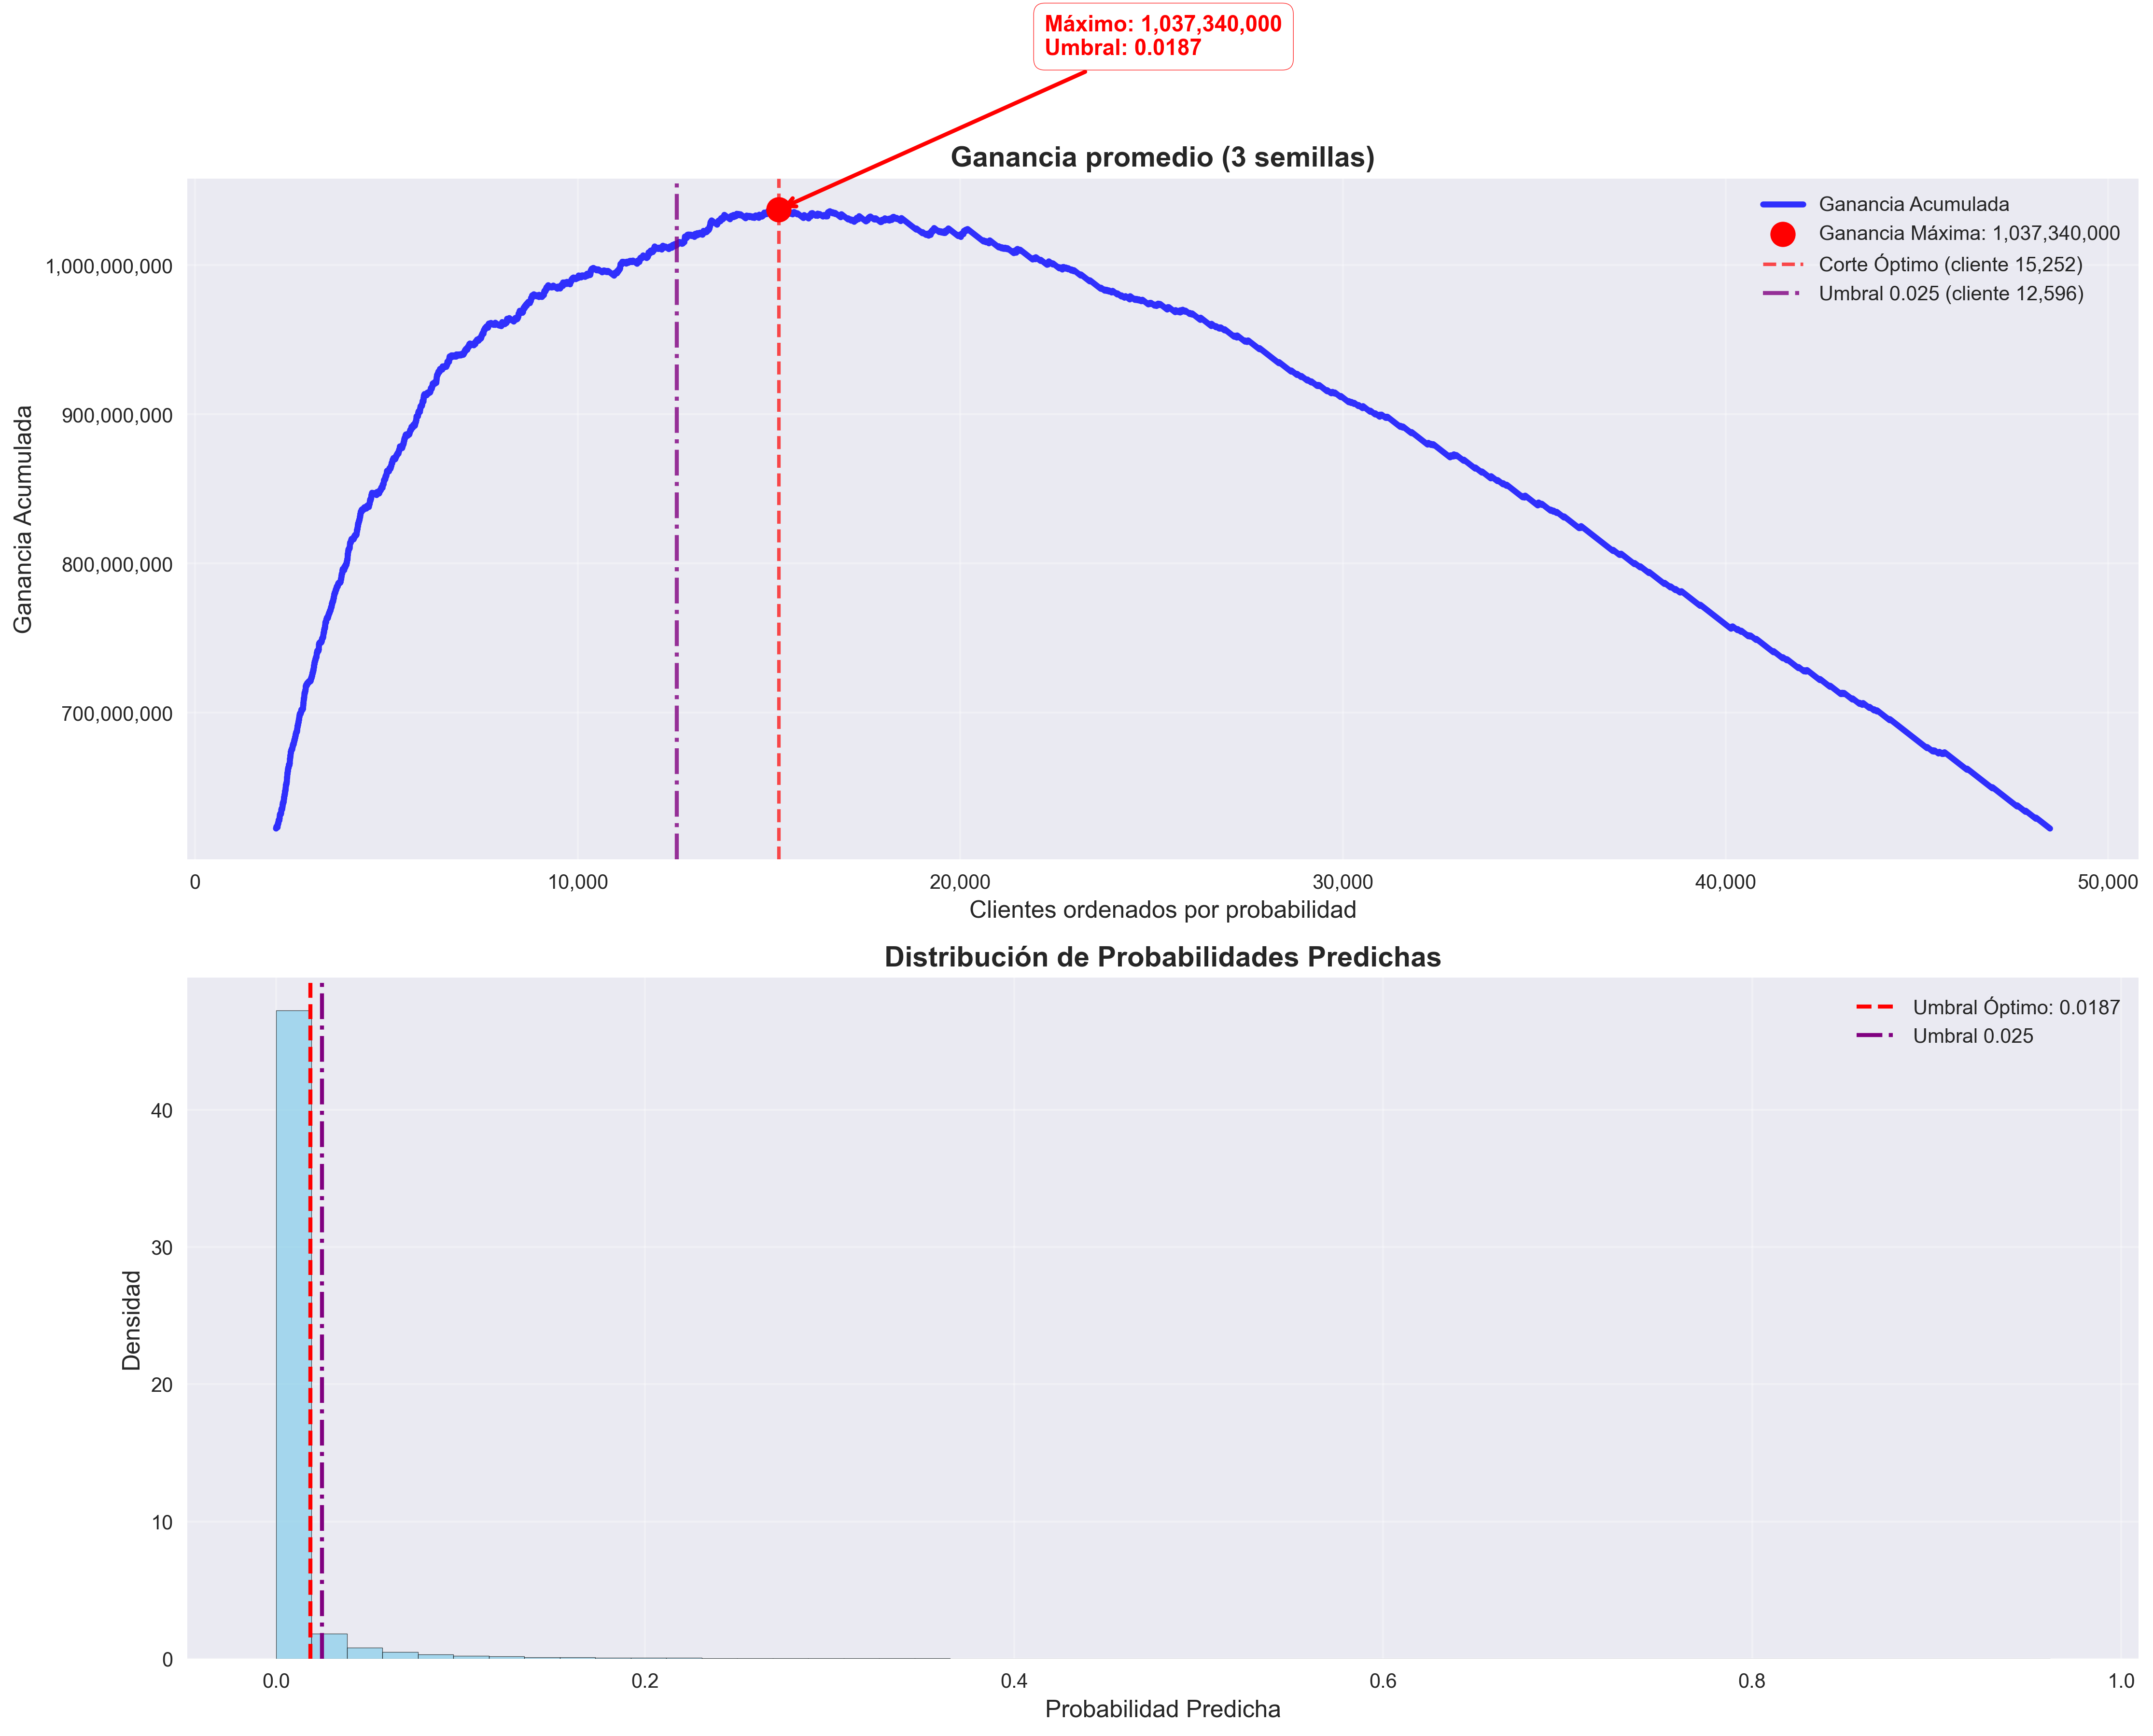 Máximo: 1,037,340,000
Umbral: 0.0187
Ganancia promedio (3 semillas)
Ganancia Acumulada
Ganancia Máxima: 1,037,340,000
Corte Óptimo (cliente 15,252)
Umbral 0.025 (cliente 12,596)
1,000,000,000
900,000,000
800,000,000
700,000,000
Ganancia Acumulada
0
10,000
20,000
30,000
40,000
50,000
Clientes ordenados por probabilidad
Distribución de Probabilidades Predichas
Umbral Óptimo: 0.0187
Umbral 0.025
40
30
20
10
0
Densidad
0.0
0.2
0.4
0.6
0.8
1.0
Probabilidad Predicha